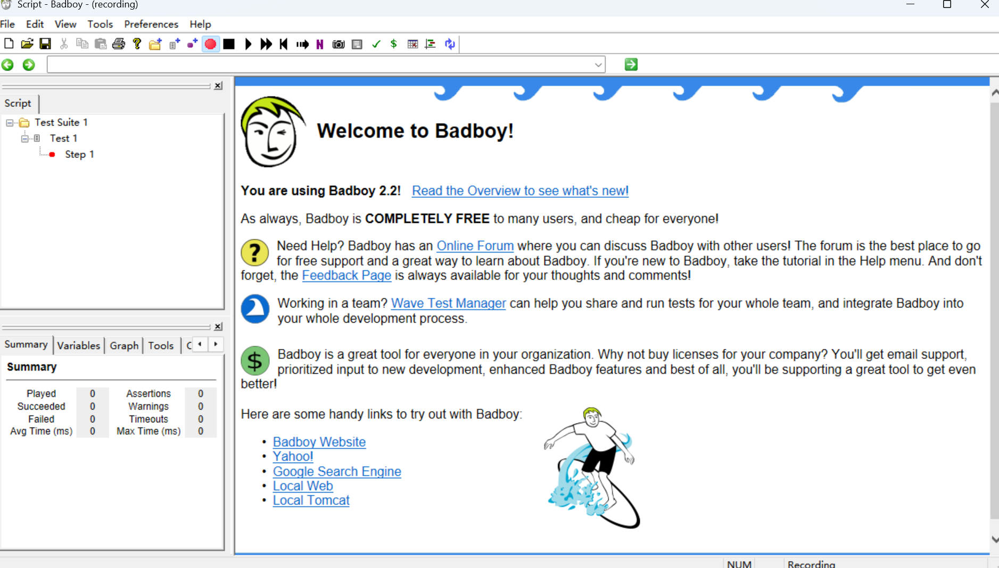 Script - Badboy - (recording)
File Edit View Tools Preferences Help
Script
Test Suite 1
Test 1
Step 1
Summary Variables Graph Tools
Summary
Played 0 Assertions 0
Succeeded 0 Warnings 0
Failed 0 Timeouts 0
Avg Time (ms) 0 Max Time (ms) 0
Welcome to Badboy!
You are using Badboy 2.2! Read the Overview to see what's new!
As always, Badboy is COMPLETELY FREE to many users, and cheap for everyone!
Need Help? Badboy has an Online Forum where you can discuss Badboy with other users! The forum is the best place to go
for free support and a great way to learn about Badboy. If you're new to Badboy, take the tutorial in the Help menu. And don't
forget, the Feedback Page is always available for your thoughts and comments!
Working in a team? Wave Test Manager can help you share and run tests for your whole team, and integrate Badboy into
your whole development process.
Badboy is a great tool for everyone in your organization. Why not buy licenses for your company? You'll get email support,
prioritized input to new development, enhanced Badboy features and best of all, you'll be supporting a great tool to get even
better!
Here are some handy links to try out with Badboy:
• Badboy Website
• Yahoo!
• Google Search Engine
• Local Web
• Local Tomcat
NUM Recording